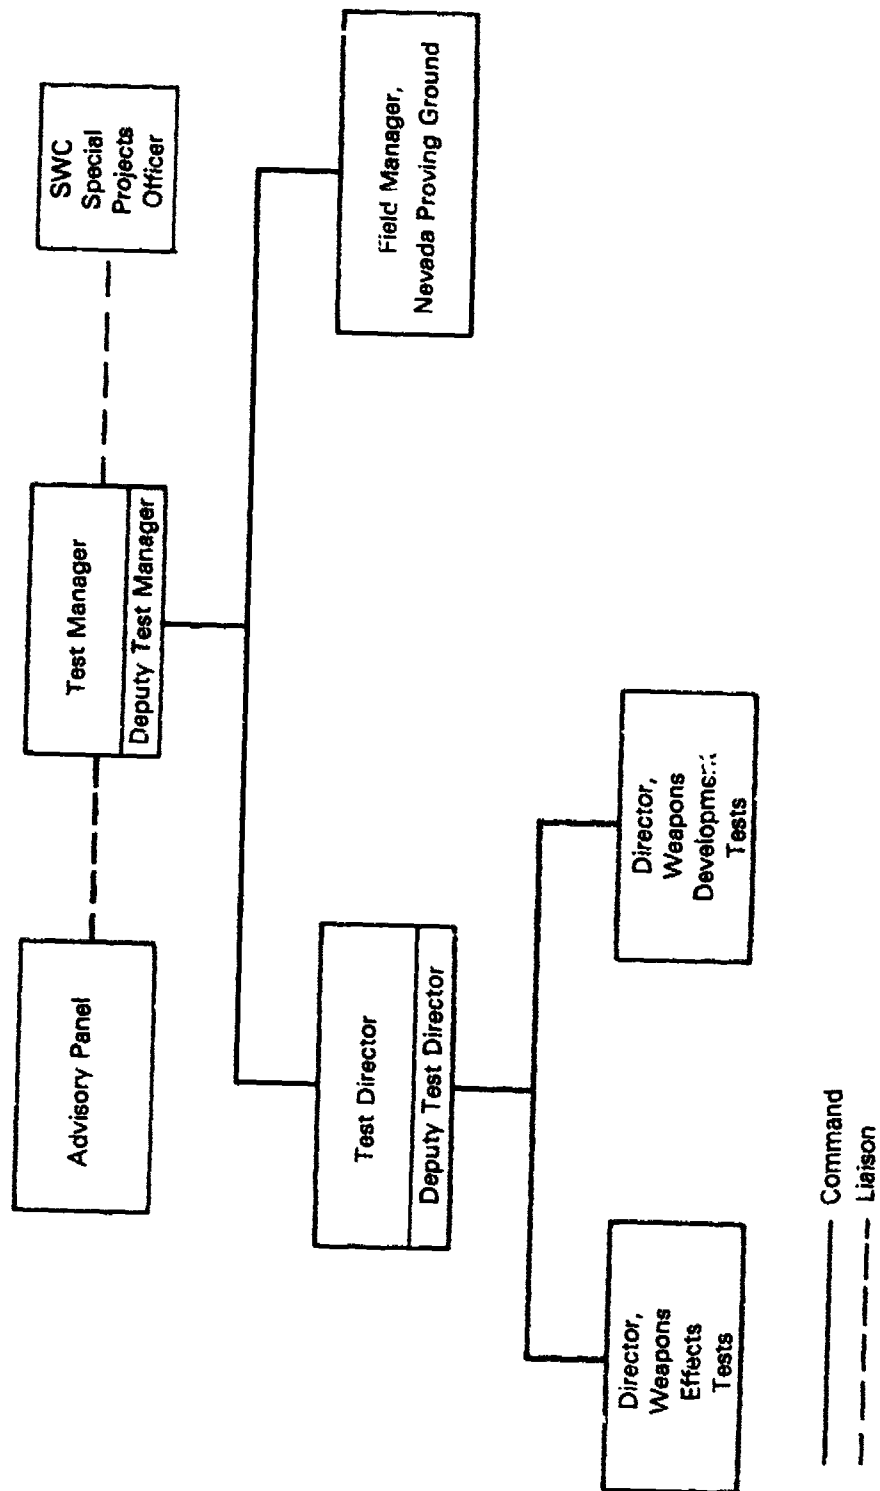 Advisory Panel
Test Manager
Deputy Test Manager
SWC
Special
Projects
Officer
Test Director
Deputy Test Director
Field Manager,
Nevada Proving Ground
Director,
Weapons
Effects
Tests
Director,
Weapons
Development
Tests
Command
Liaison